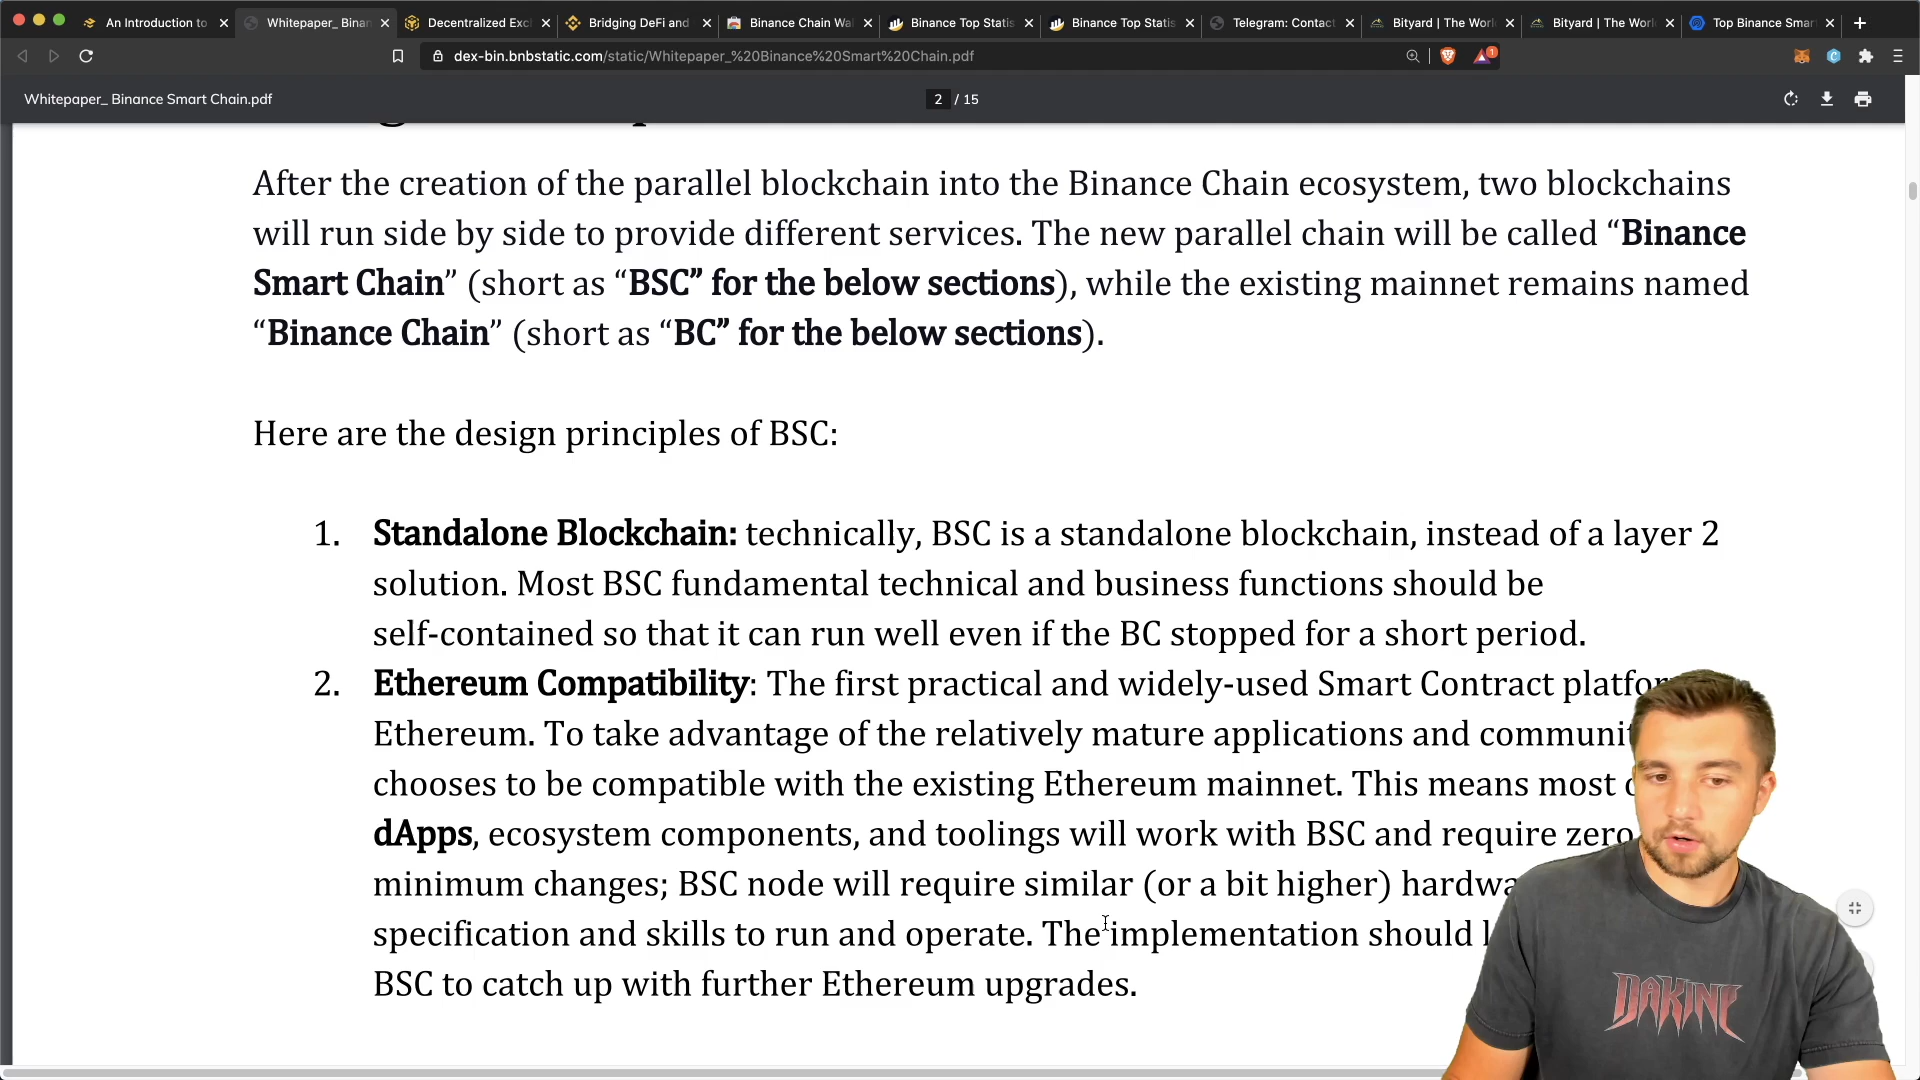 An Introduction to
Whitepaper_ Binan
Decentralized Exc
Bridging DeFi and
Binance Chain Wa
Binance Top Statis
Binance Top Statis
Telegram: Contact
Bityard | The Worl
Bityard | The Worl
Top Binance Smar
dex-bin.bnbstatic.com/static/Whitepaper_%20Binance%20Smart%20Chain.pdf
1
Whitepaper_ Binance Smart Chain.pdf
2 / 15
After the creation of the parallel blockchain into the Binance Chain ecosystem, two blockchains
will run side by side to provide different services. The new parallel chain will be called “Binance
Smart Chain” (short as “BSC” for the below sections), while the existing mainnet remains named
“Binance Chain” (short as “BC” for the below sections).
Here are the design principles of BSC:
1. Standalone Blockchain: technically, BSC is a standalone blockchain, instead of a layer 2
solution. Most BSC fundamental technical and business functions should be
self-contained so that it can run well even if the BC stopped for a short period.
2. Ethereum Compatibility: The first practical and widely-used Smart Contract platfor
Ethereum. To take advantage of the relatively mature applications and communit
chooses to be compatible with the existing Ethereum mainnet. This means most
dApps, ecosystem components, and toolings will work with BSC and require zero
minimum changes; BSC node will require similar (or a bit higher) hardwa
specification and skills to run and operate. The implementation should
BSC to catch up with further Ethereum upgrades.
DAKINE